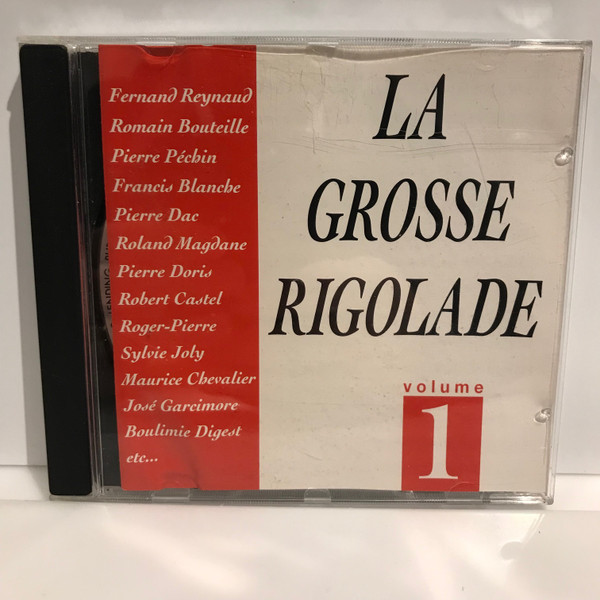 Fernand Reynaud
Romain Bouteille
Pierre Péchin
Francis Blanche
Pierre Dac
Roland Magdane
Pierre Doris
Robert Castel
Roger-Pierre
Sylvie Joly
Maurice Chevalier
José Garcimore
Boulimie Digest
etc...
LA
GROSSE
RIGOLADE
volume
1